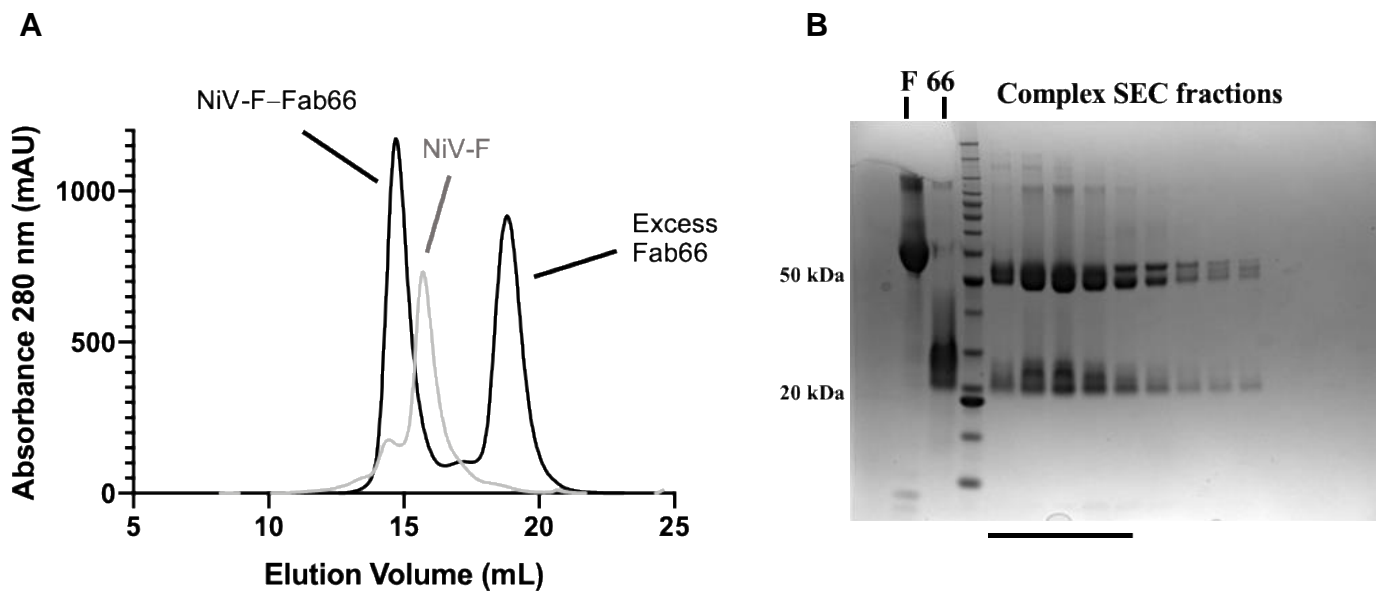 A
NiV-F–Fab66
NiV-F
Excess
Fab66
Absorbance 280 nm (mAU)
1000
500
0
5
10
15
20
25
Elution Volume (mL)
B
F 66
Complex SEC fractions
50 kDa
20 kDa